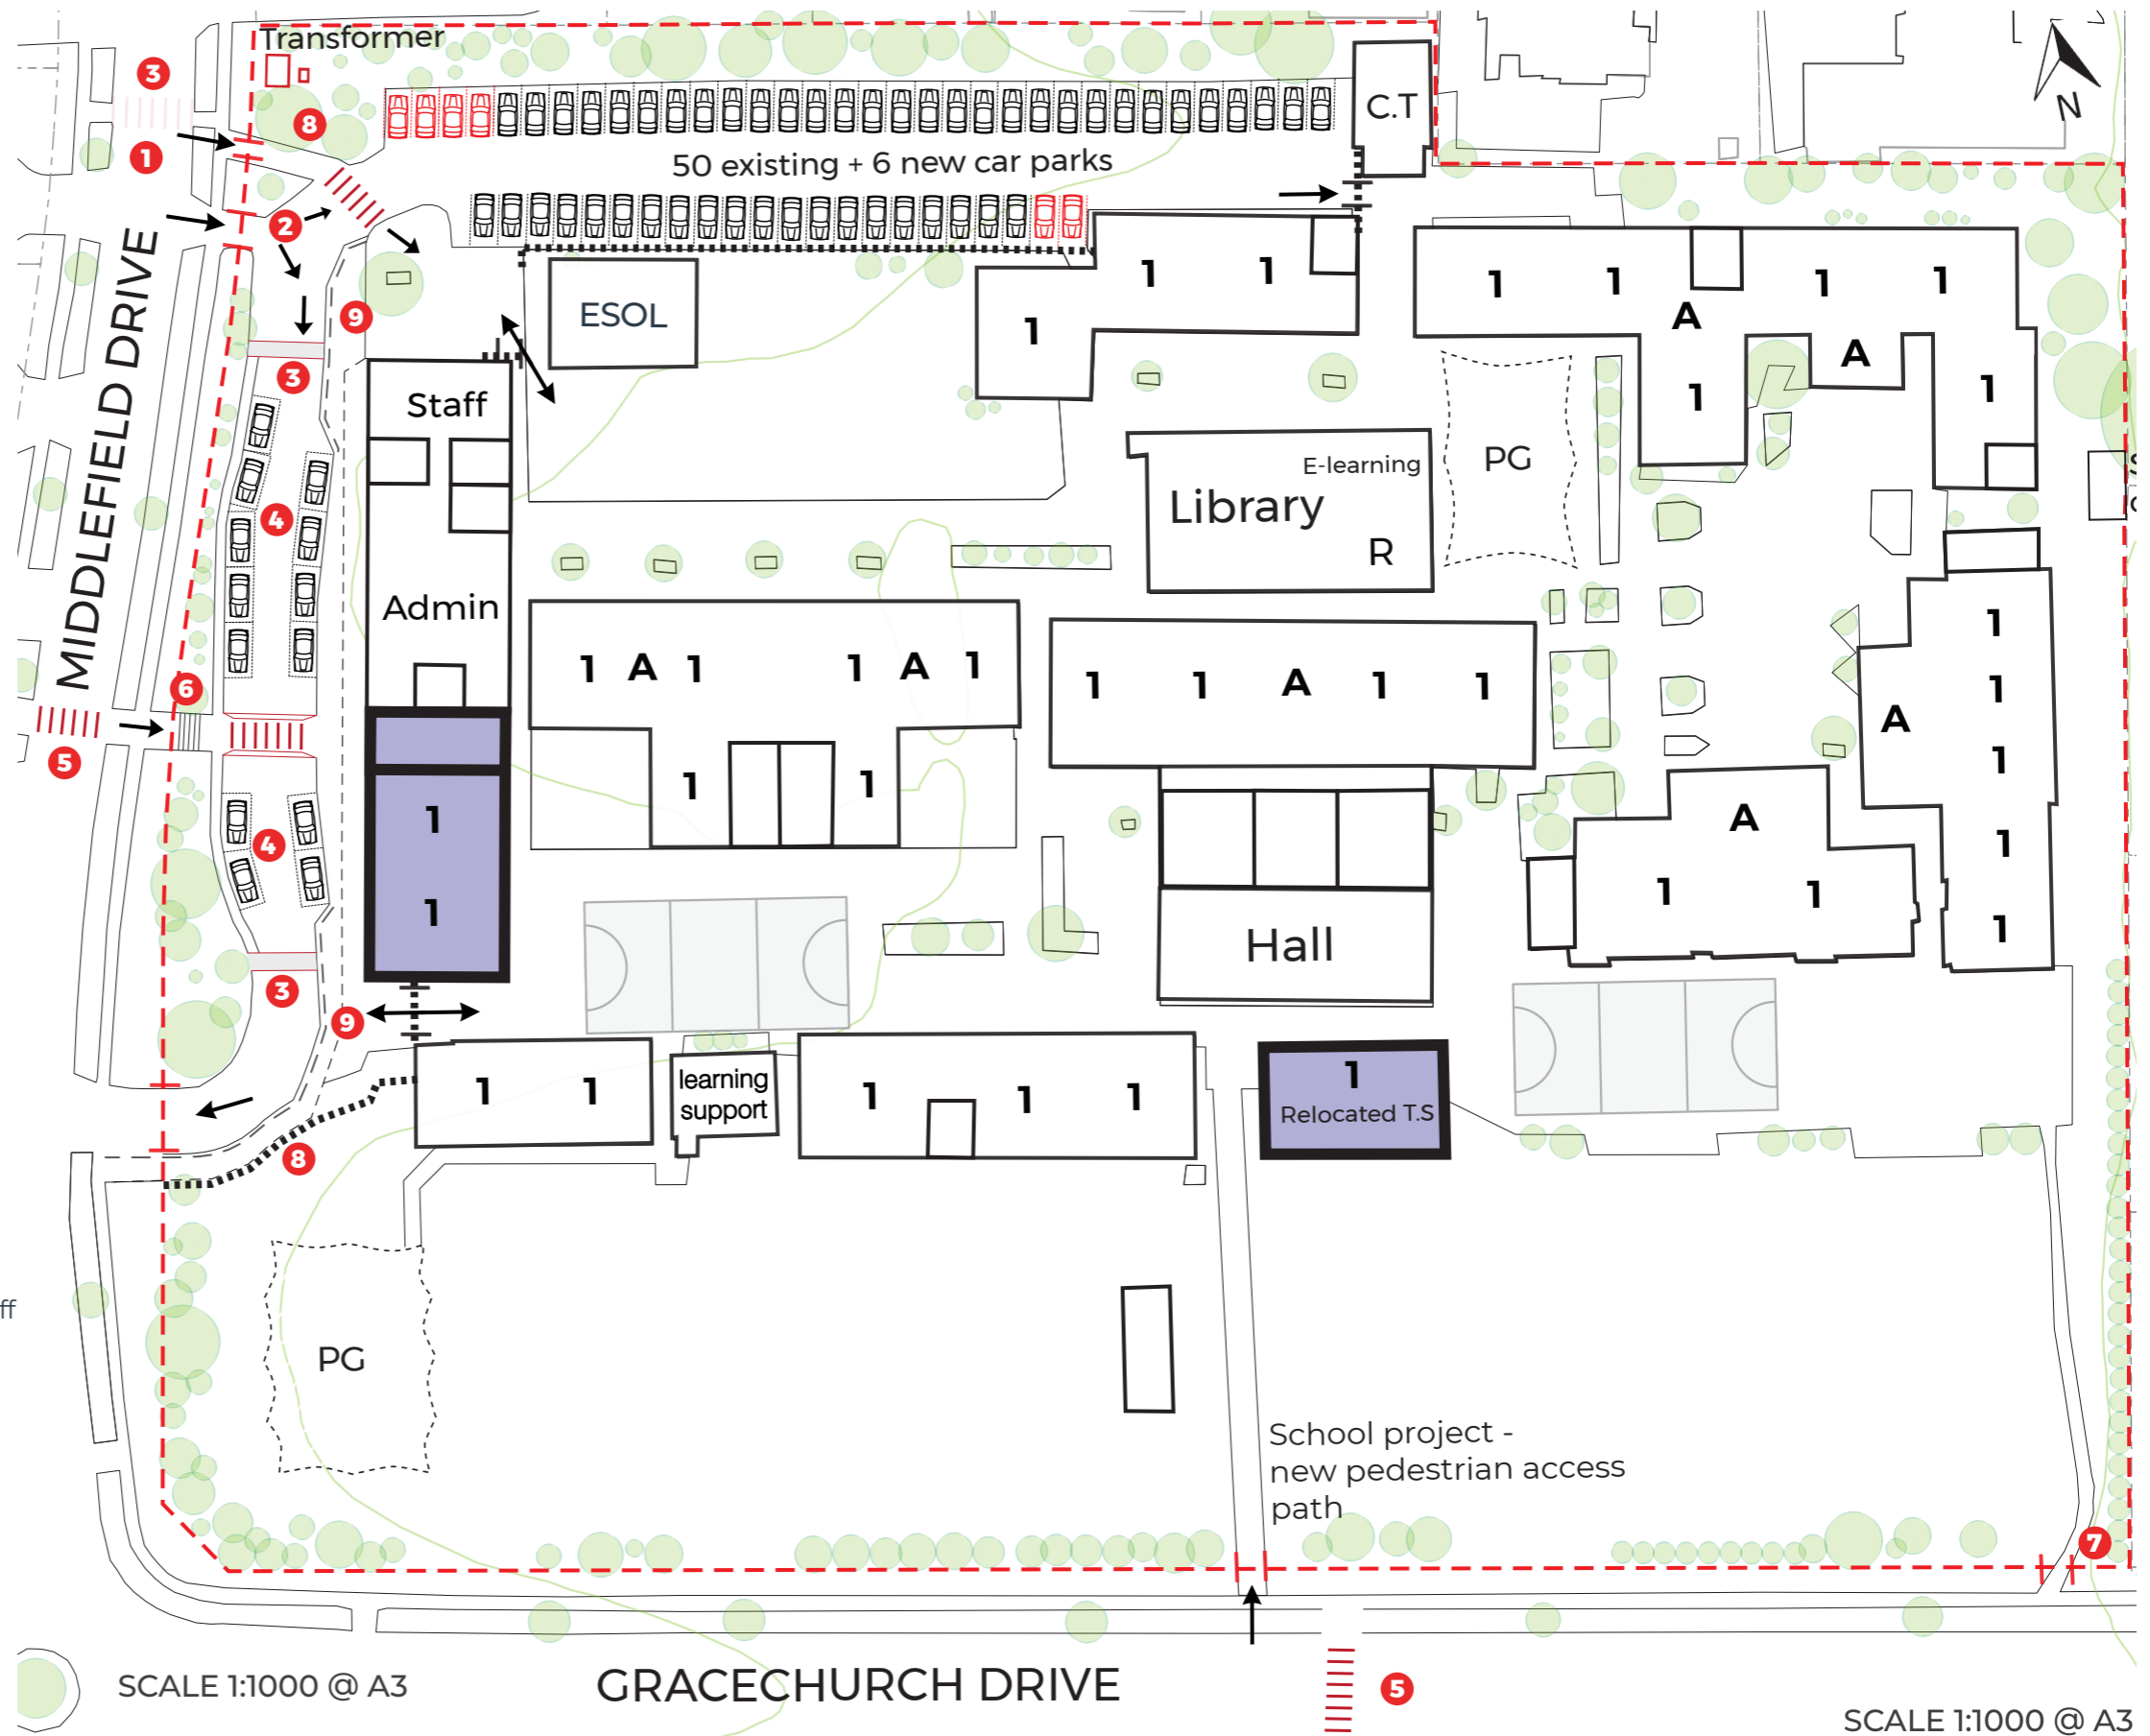 Transformer
3
8
1
C.T
N
50 existing + 6 new car parks
2
MIDDLEFIELD DRIVE
9
ESOL
1 1
1
1 1 1 1
A
A
1 1
3
Staff
E-learning
Library
R
PG
4
Admin
1 A 1 1 A 1
1 1
1 1 A 1 1
1
1
A
1
1
1
6
5
4
1
1
A
1 1
Hall
3
9
1 1
learning
support
1 1 1
1
Relocated T.S
8
PG
ff
School project -
new pedestrian access
path
7
SCALE 1:1000 @ A3
GRACECHURCH DRIVE
5
SCALE 1:1000 @ A3